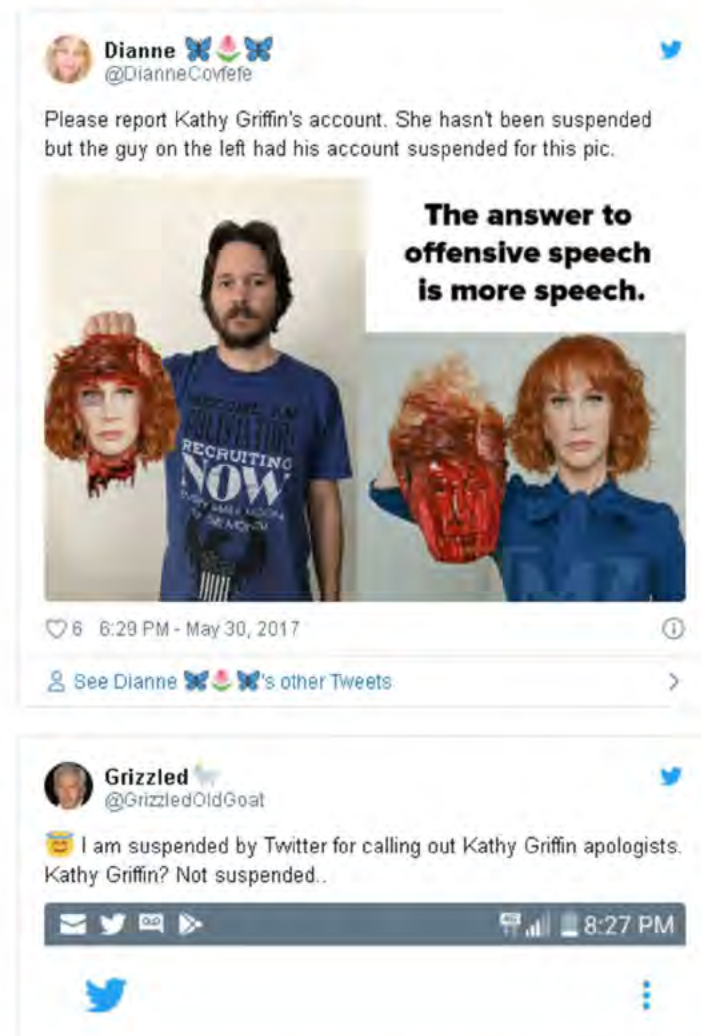 Dianne 🦋🌷🦋
@DianneCovfefe
Please report Kathy Griffin's account. She hasn't been suspended
but the guy on the left had his account suspended for this pic.
The answer to
offensive speech
is more speech.
RECRUITING
NOW
6 6:29 PM - May 30, 2017
See Dianne 🦋🌷🦋's other Tweets
Grizzled 🐐
@GrizzledOldGoat
😇 I am suspended by Twitter for calling out Kathy Griffin apologists.
Kathy Griffin? Not suspended..
4G 8:27 PM